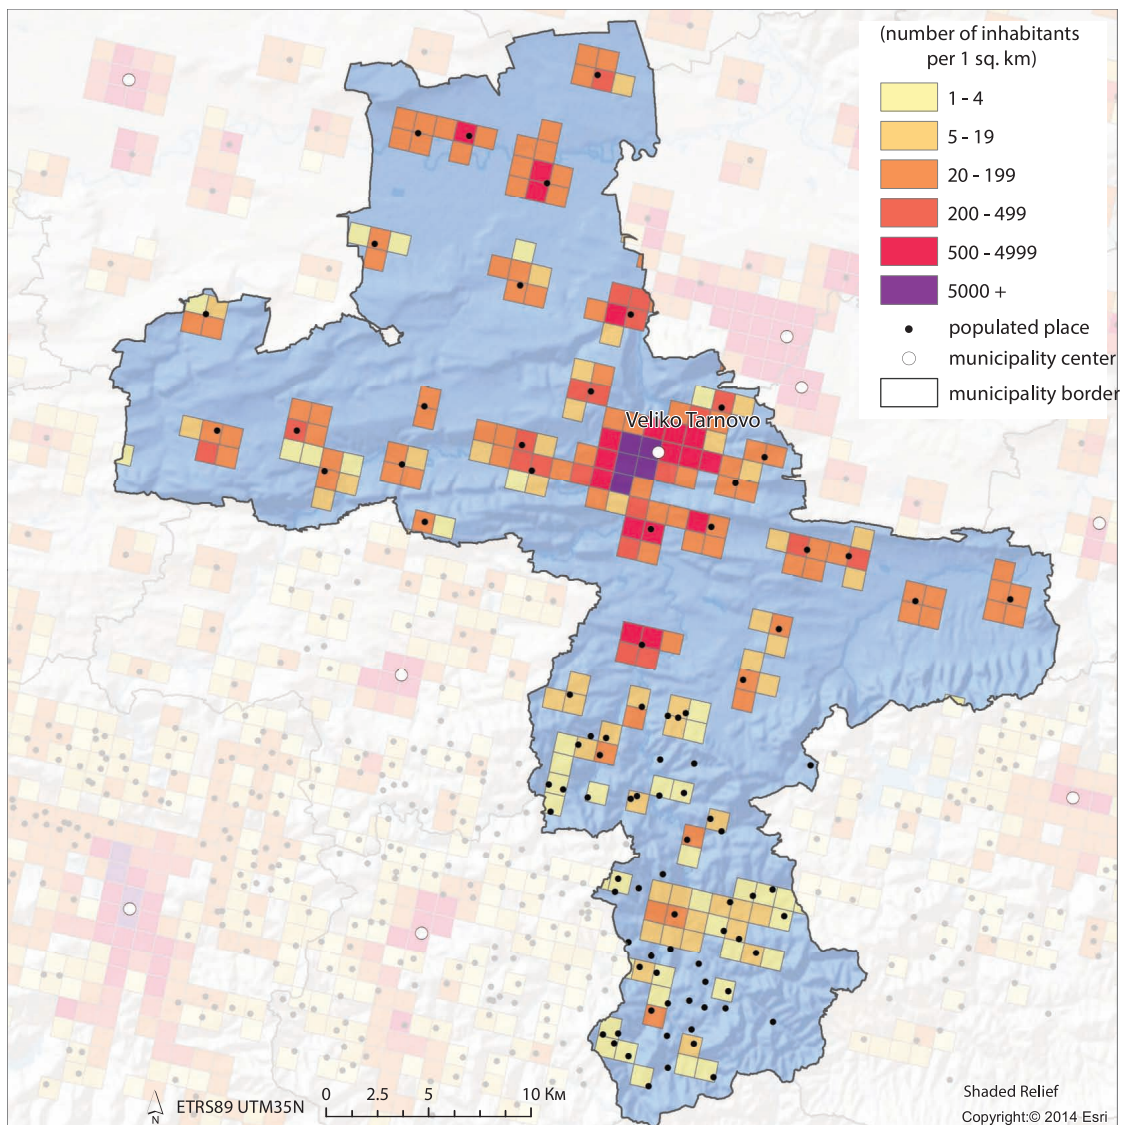 (number of inhabitants
per 1 sq. km)
1 - 4
5 - 19
20 - 199
200 - 499
500 - 4999
5000 +
populated place
municipality center
municipality border
Veliko Tarnovo
N
ETRS89 UTM35N
0 2.5 5 10 Км
Shaded Relief
Copyright:© 2014 Esri